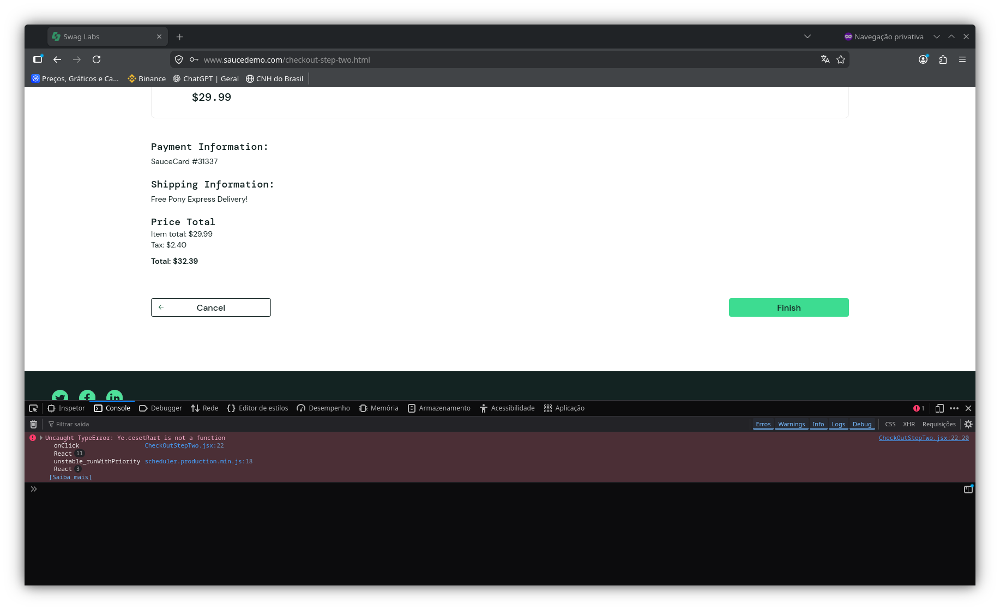 Swag Labs
Navegação privativa
www.saucedemo.com/checkout-step-two.html
Preços, Gráficos e Ca... Binance ChatGPT | Geral CNH do Brasil
$29.99
Payment Information:
SauceCard #31337
Shipping Information:
Free Pony Express Delivery!
Price Total
Item total: $29.99
Tax: $2.40
Total: $32.39
Cancel
Finish
Inspetor Console Debugger Rede Editor de estilos Desempenho Memória Armazenamento Acessibilidade Aplicação 1
Filtrar saída Erros Warnings Info Logs Debug CSS XHR Requisições
Uncaught TypeError: Ye.cesetRart is not a function CheckOutStepTwo.jsx:22:20
onClick CheckOutStepTwo.jsx:22
React 11
unstable_runWithPriority scheduler.production.min.js:18
React 3
[Saiba mais]